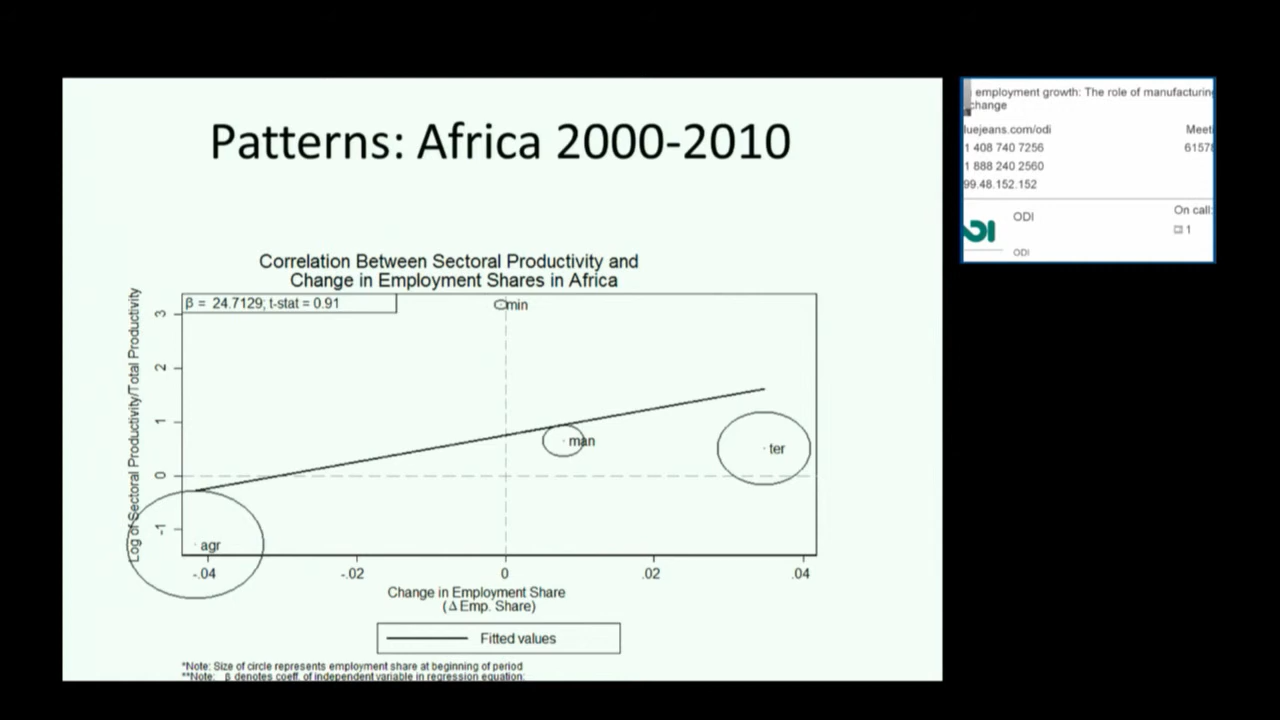 Patterns: Africa 2000-2010
Correlation Between Sectoral Productivity and
Change in Employment Shares in Africa
β = 24.7129; t-stat = 0.91
min
man
ter
agr
Log of Sectoral Productivity/Total Productivity
3
2
1
0
-1
-.04
-.02
0
.02
.04
Change in Employment Share
(Δ Emp. Share)
Fitted values
*Note: Size of circle represents employment share at beginning of period
**Note: β denotes coeff. of independent variable in regression equation:
employment growth: The role of manufacturing
change
luejeans.com/odi
Meeti
1 408 740 7256
6157
1 888 240 2560
99.48.152.152
ODI
On call:
1
ODI